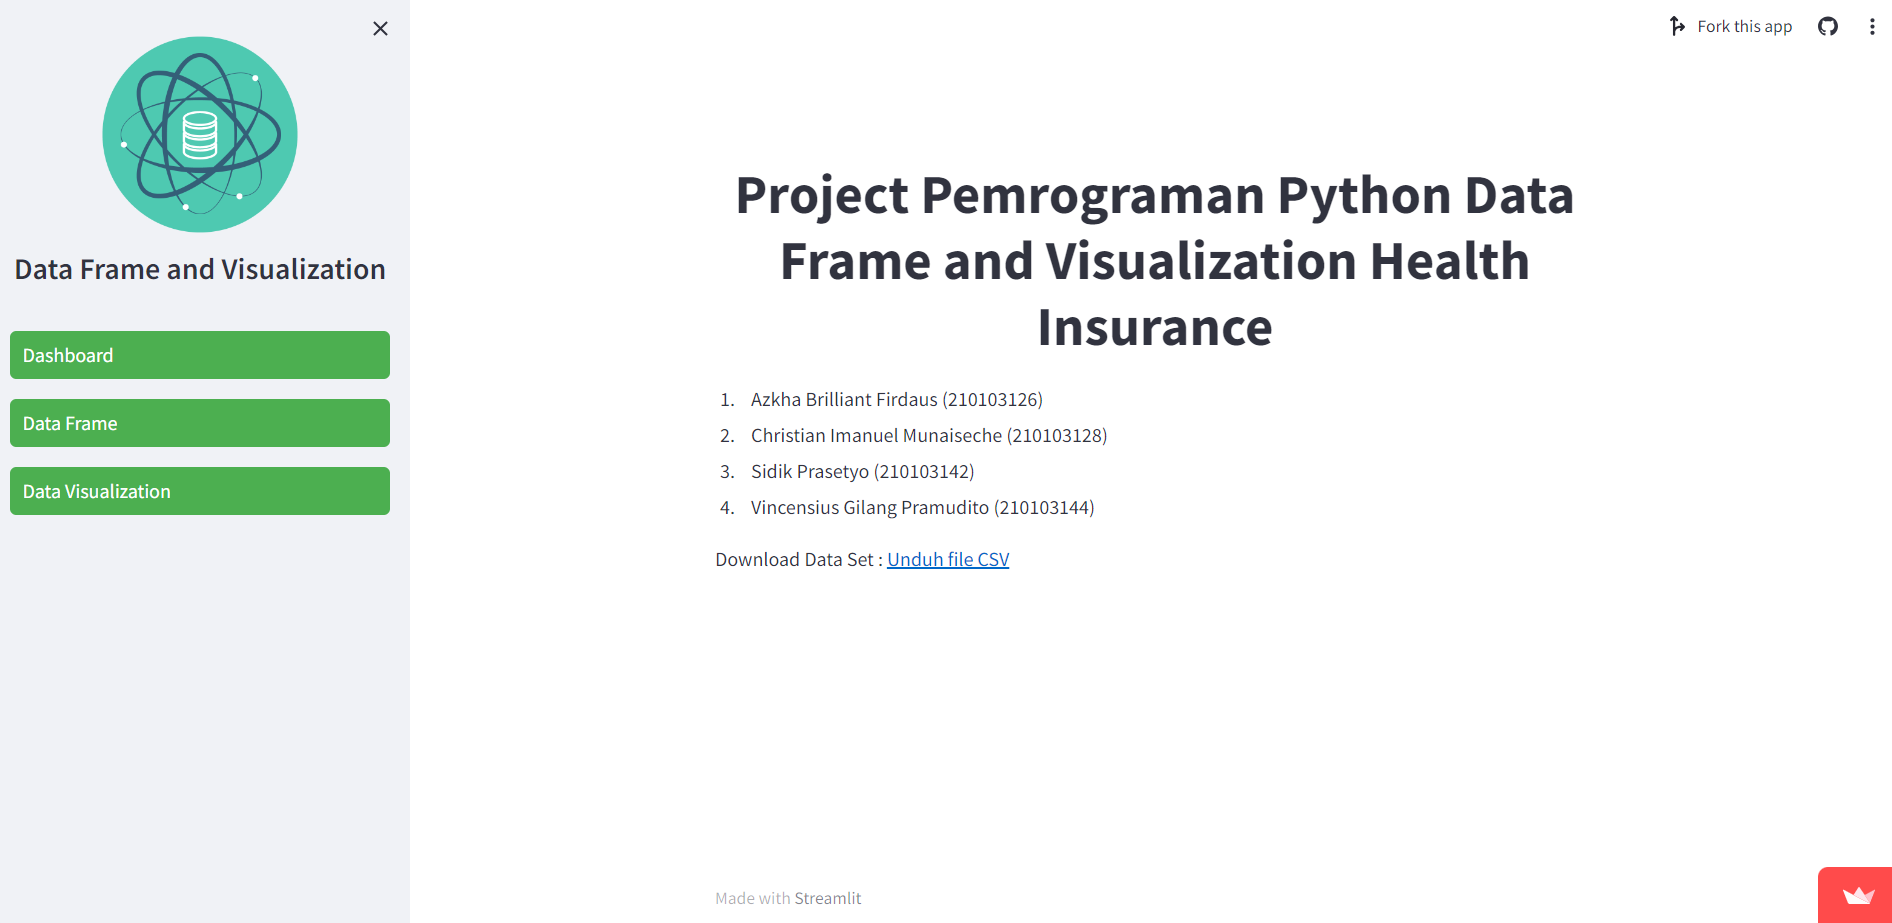 Data Frame and Visualization
Dashboard
Data Frame
Data Visualization
Fork this app
Project Pemrograman Python Data
Frame and Visualization Health
Insurance
1. Azkha Brilliant Firdaus (210103126)
2. Christian Imanuel Munaiseche (210103128)
3. Sidik Prasetyo (210103142)
4. Vincensius Gilang Pramudito (210103144)
Download Data Set : Unduh file CSV
Made with Streamlit